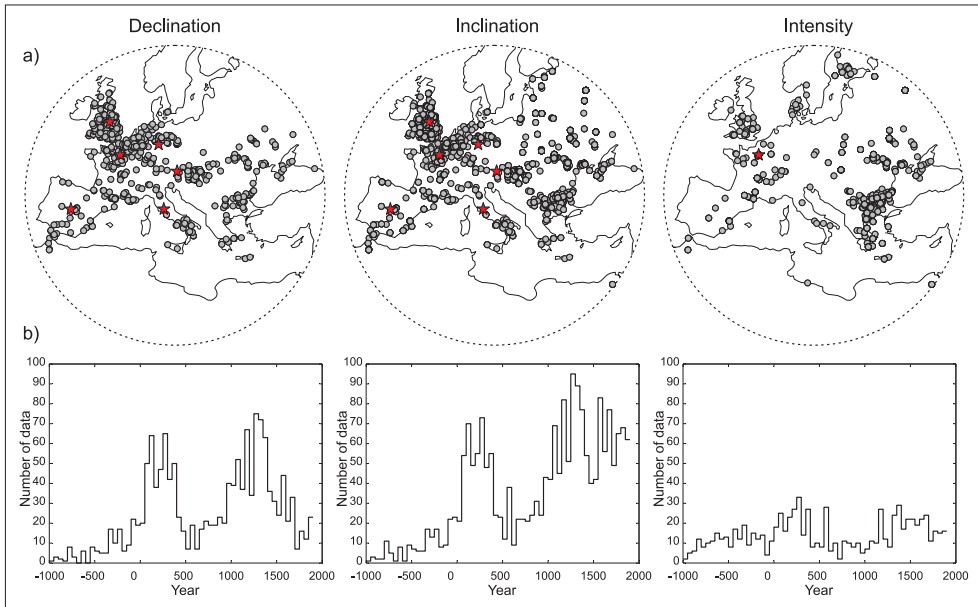 Declination Inclination Intensity
a)
b)
100 100 100
90 90 90
80 80 80
70 70 70
60 60 60
50 50 50
40 40 40
30 30 30
20 20 20
10 10 10
0 0 0
Number of data Number of data Number of data
-1000 -500 0 500 1000 1500 2000 -1000 -500 0 500 1000 1500 2000 -1000 -500 0 500 1000 1500 2000
Year Year Year